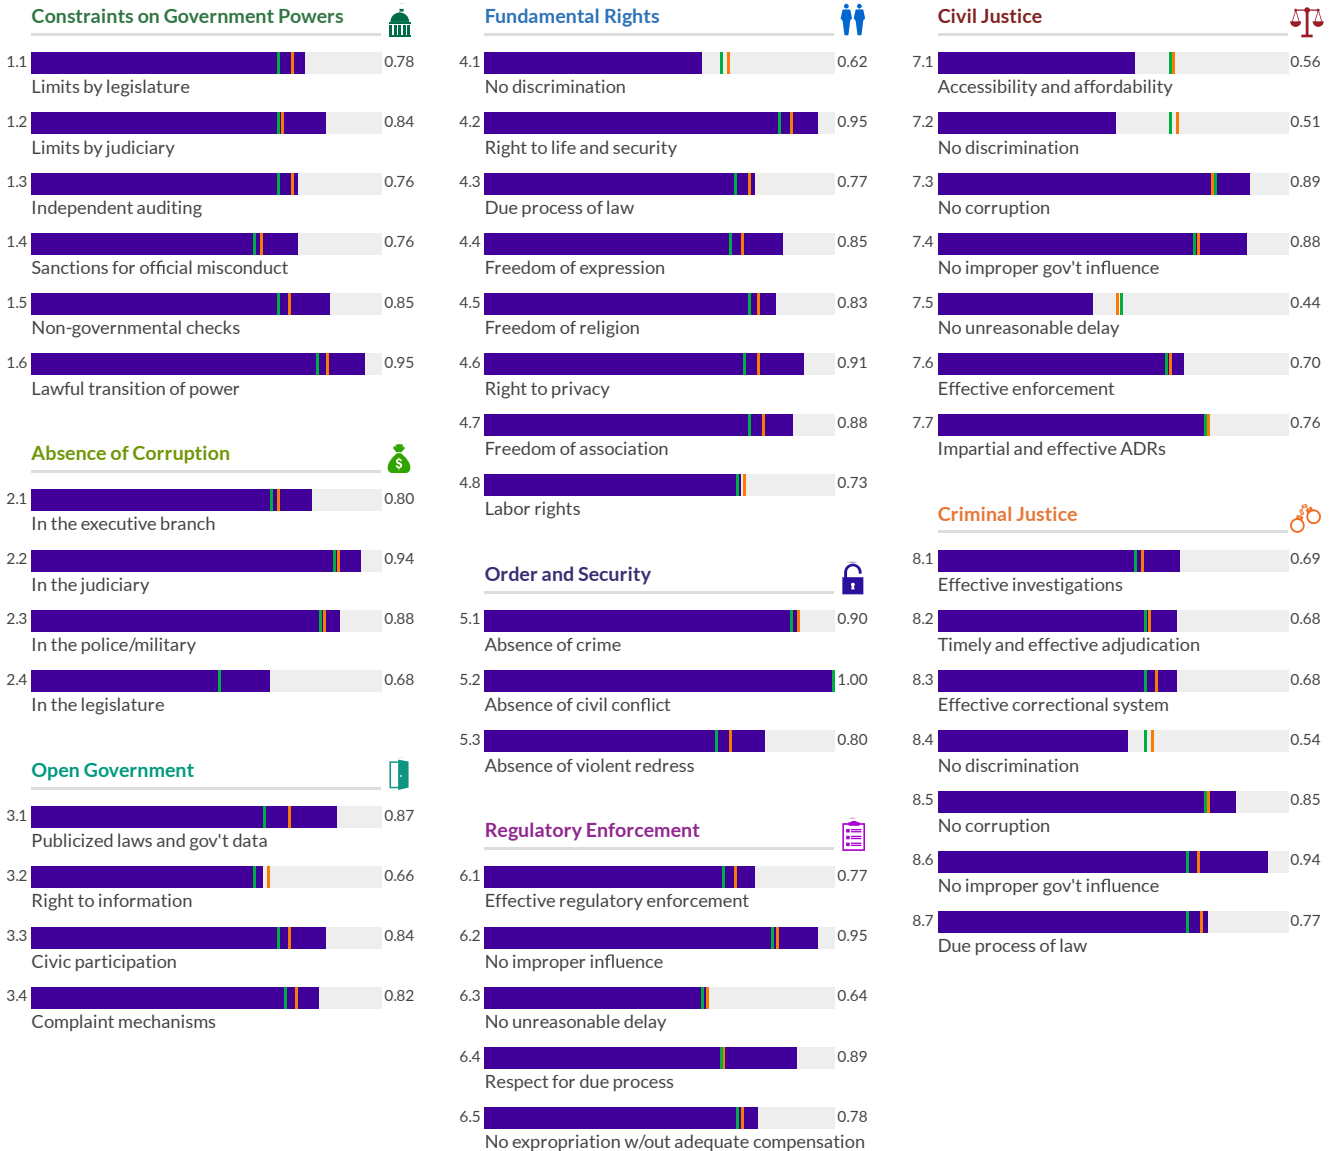 Constraints on Government Powers
1.1 0.78
Limits by legislature
1.2 0.84
Limits by judiciary
1.3 0.76
Independent auditing
1.4 0.76
Sanctions for official misconduct
1.5 0.85
Non-governmental checks
1.6 0.95
Lawful transition of power
Absence of Corruption
$
2.1 0.80
In the executive branch
2.2 0.94
In the judiciary
2.3 0.88
In the police/military
2.4 0.68
In the legislature
Open Government
3.1 0.87
Publicized laws and gov't data
3.2 0.66
Right to information
3.3 0.84
Civic participation
3.4 0.82
Complaint mechanisms
Fundamental Rights
4.1 0.62
No discrimination
4.2 0.95
Right to life and security
4.3 0.77
Due process of law
4.4 0.85
Freedom of expression
4.5 0.83
Freedom of religion
4.6 0.91
Right to privacy
4.7 0.88
Freedom of association
4.8 0.73
Labor rights
Order and Security
5.1 0.90
Absence of crime
5.2 1.00
Absence of civil conflict
5.3 0.80
Absence of violent redress
Regulatory Enforcement
6.1 0.77
Effective regulatory enforcement
6.2 0.95
No improper influence
6.3 0.64
No unreasonable delay
6.4 0.89
Respect for due process
6.5 0.78
No expropriation w/out adequate compensation
Civil Justice
7.1 0.56
Accessibility and affordability
7.2 0.51
No discrimination
7.3 0.89
No corruption
7.4 0.88
No improper gov't influence
7.5 0.44
No unreasonable delay
7.6 0.70
Effective enforcement
7.7 0.76
Impartial and effective ADRs
Criminal Justice
8.1 0.69
Effective investigations
8.2 0.68
Timely and effective adjudication
8.3 0.68
Effective correctional system
8.4 0.54
No discrimination
8.5 0.85
No corruption
8.6 0.94
No improper gov't influence
8.7 0.77
Due process of law